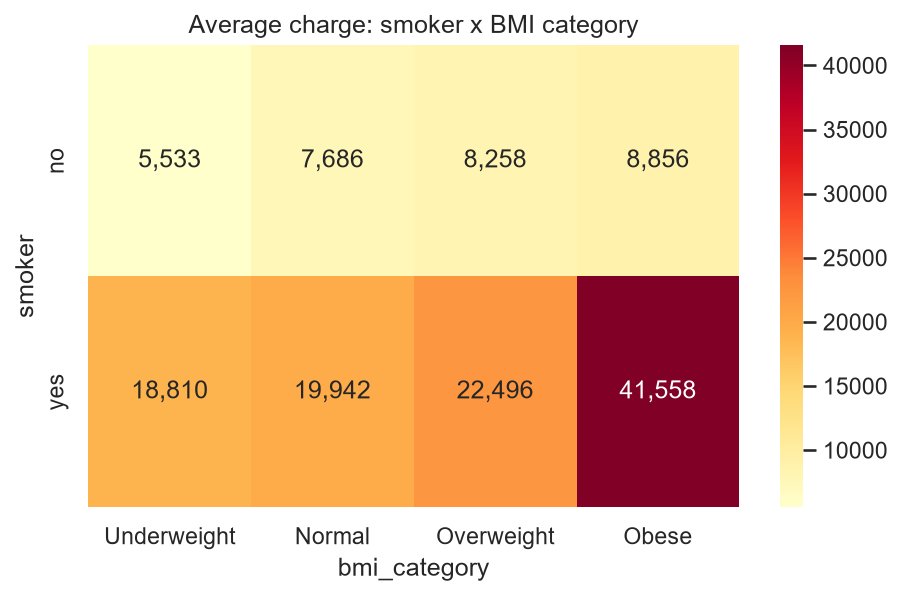 Average charge: smoker x BMI category
40000
35000
30000
25000
20000
15000
10000
smoker
no
5,533 7,686 8,258 8,856
yes
18,810 19,942 22,496 41,558
Underweight Normal Overweight Obese
bmi_category